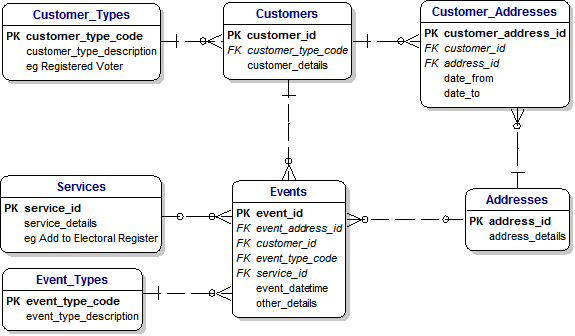 Customer_Types
PK customer_type_code
customer_type_description
eg Registered Voter
Customers
PK customer_id
FK customer_type_code
customer_details
Customer_Addresses
PK customer_address_id
FK customer_id
FK address_id
date_from
date_to
Services
PK service_id
service_details
eg Add to Electoral Register
Events
PK event_id
FK event_address_id
FK customer_id
FK event_type_code
FK service_id
event_datetime
other_details
Addresses
PK address_id
address_details
Event_Types
PK event_type_code
event_type_description